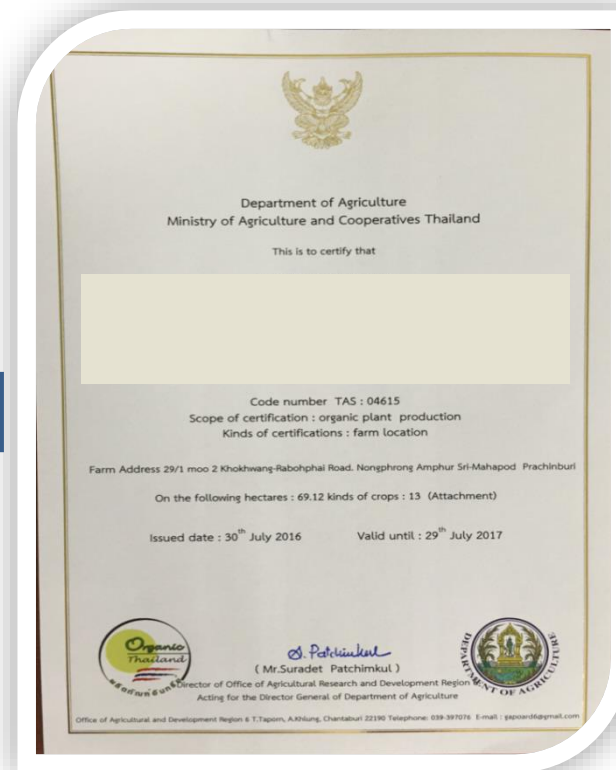 Department of Agriculture
Ministry of Agriculture and Cooperatives Thailand
This is to certify that
Code number TAS : 04615
Scope of certification : organic plant production
Kinds of certifications : farm location
Farm Address 29/1 moo 2 Khokhwang-Rabohphai Road. Nongphrong Amphur Sri-Mahapod Prachinburi
On the following hectares : 69.12 kinds of crops : 13 (Attachment)
Issued date : 30th July 2016 Valid until : 29th July 2017
Organic
Thailand
S. Patchimkul
( Mr.Suradet Patchimkul )
Director of Office of Agricultural Research and Development Region
Acting for the Director General of Department of Agriculture
DEPARTMENT OF AGRICULTURE
Office of Agricultural and Development Region 6 T.Taporn, A.Khlung, Chantaburi 22190 Telephone: 039-397076 E-mail : gapoard6@gmail.com